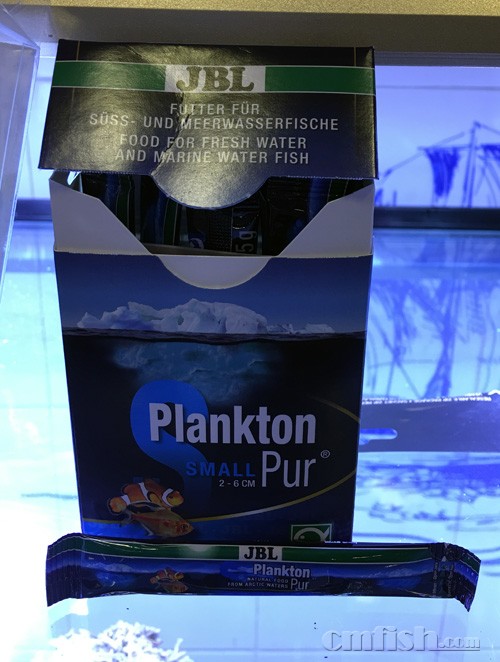 JBL
FUTTER FÜR
SÜSS- UND MEERWASSERFISCHE
FOOD FOR FRESH WATER
AND MARINE WATER FISH
S
Plankton
SMALL Pur®
2 - 6 CM
JBL
Plankton
NATURAL FOOD
FROM ARCTIC WATERS Pur
cmfish.com